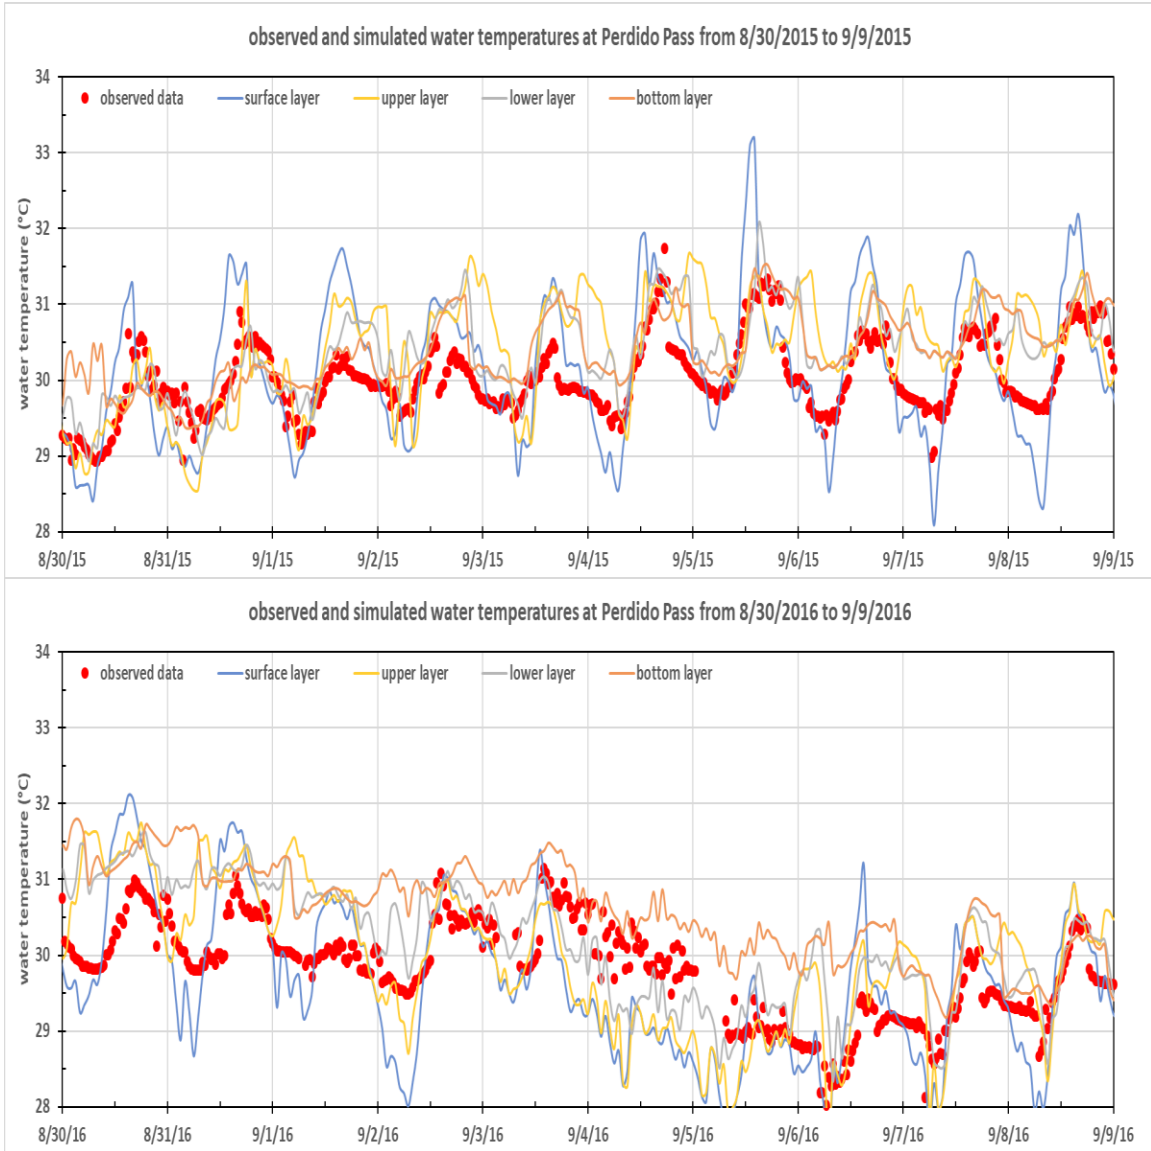 observed and simulated water temperatures at Perdido Pass from 8/30/2015 to 9/9/2015
34
observed data surface layer upper layer lower layer bottom layer
33
32
31
30
29
28
water temperature (°C)
8/30/15 8/31/15 9/1/15 9/2/15 9/3/15 9/4/15 9/5/15 9/6/15 9/7/15 9/8/15 9/9/15
observed and simulated water temperatures at Perdido Pass from 8/30/2016 to 9/9/2016
34
observed data surface layer upper layer lower layer bottom layer
33
32
31
30
29
28
water temperature (°C)
8/30/16 8/31/16 9/1/16 9/2/16 9/3/16 9/4/16 9/5/16 9/6/16 9/7/16 9/8/16 9/9/16